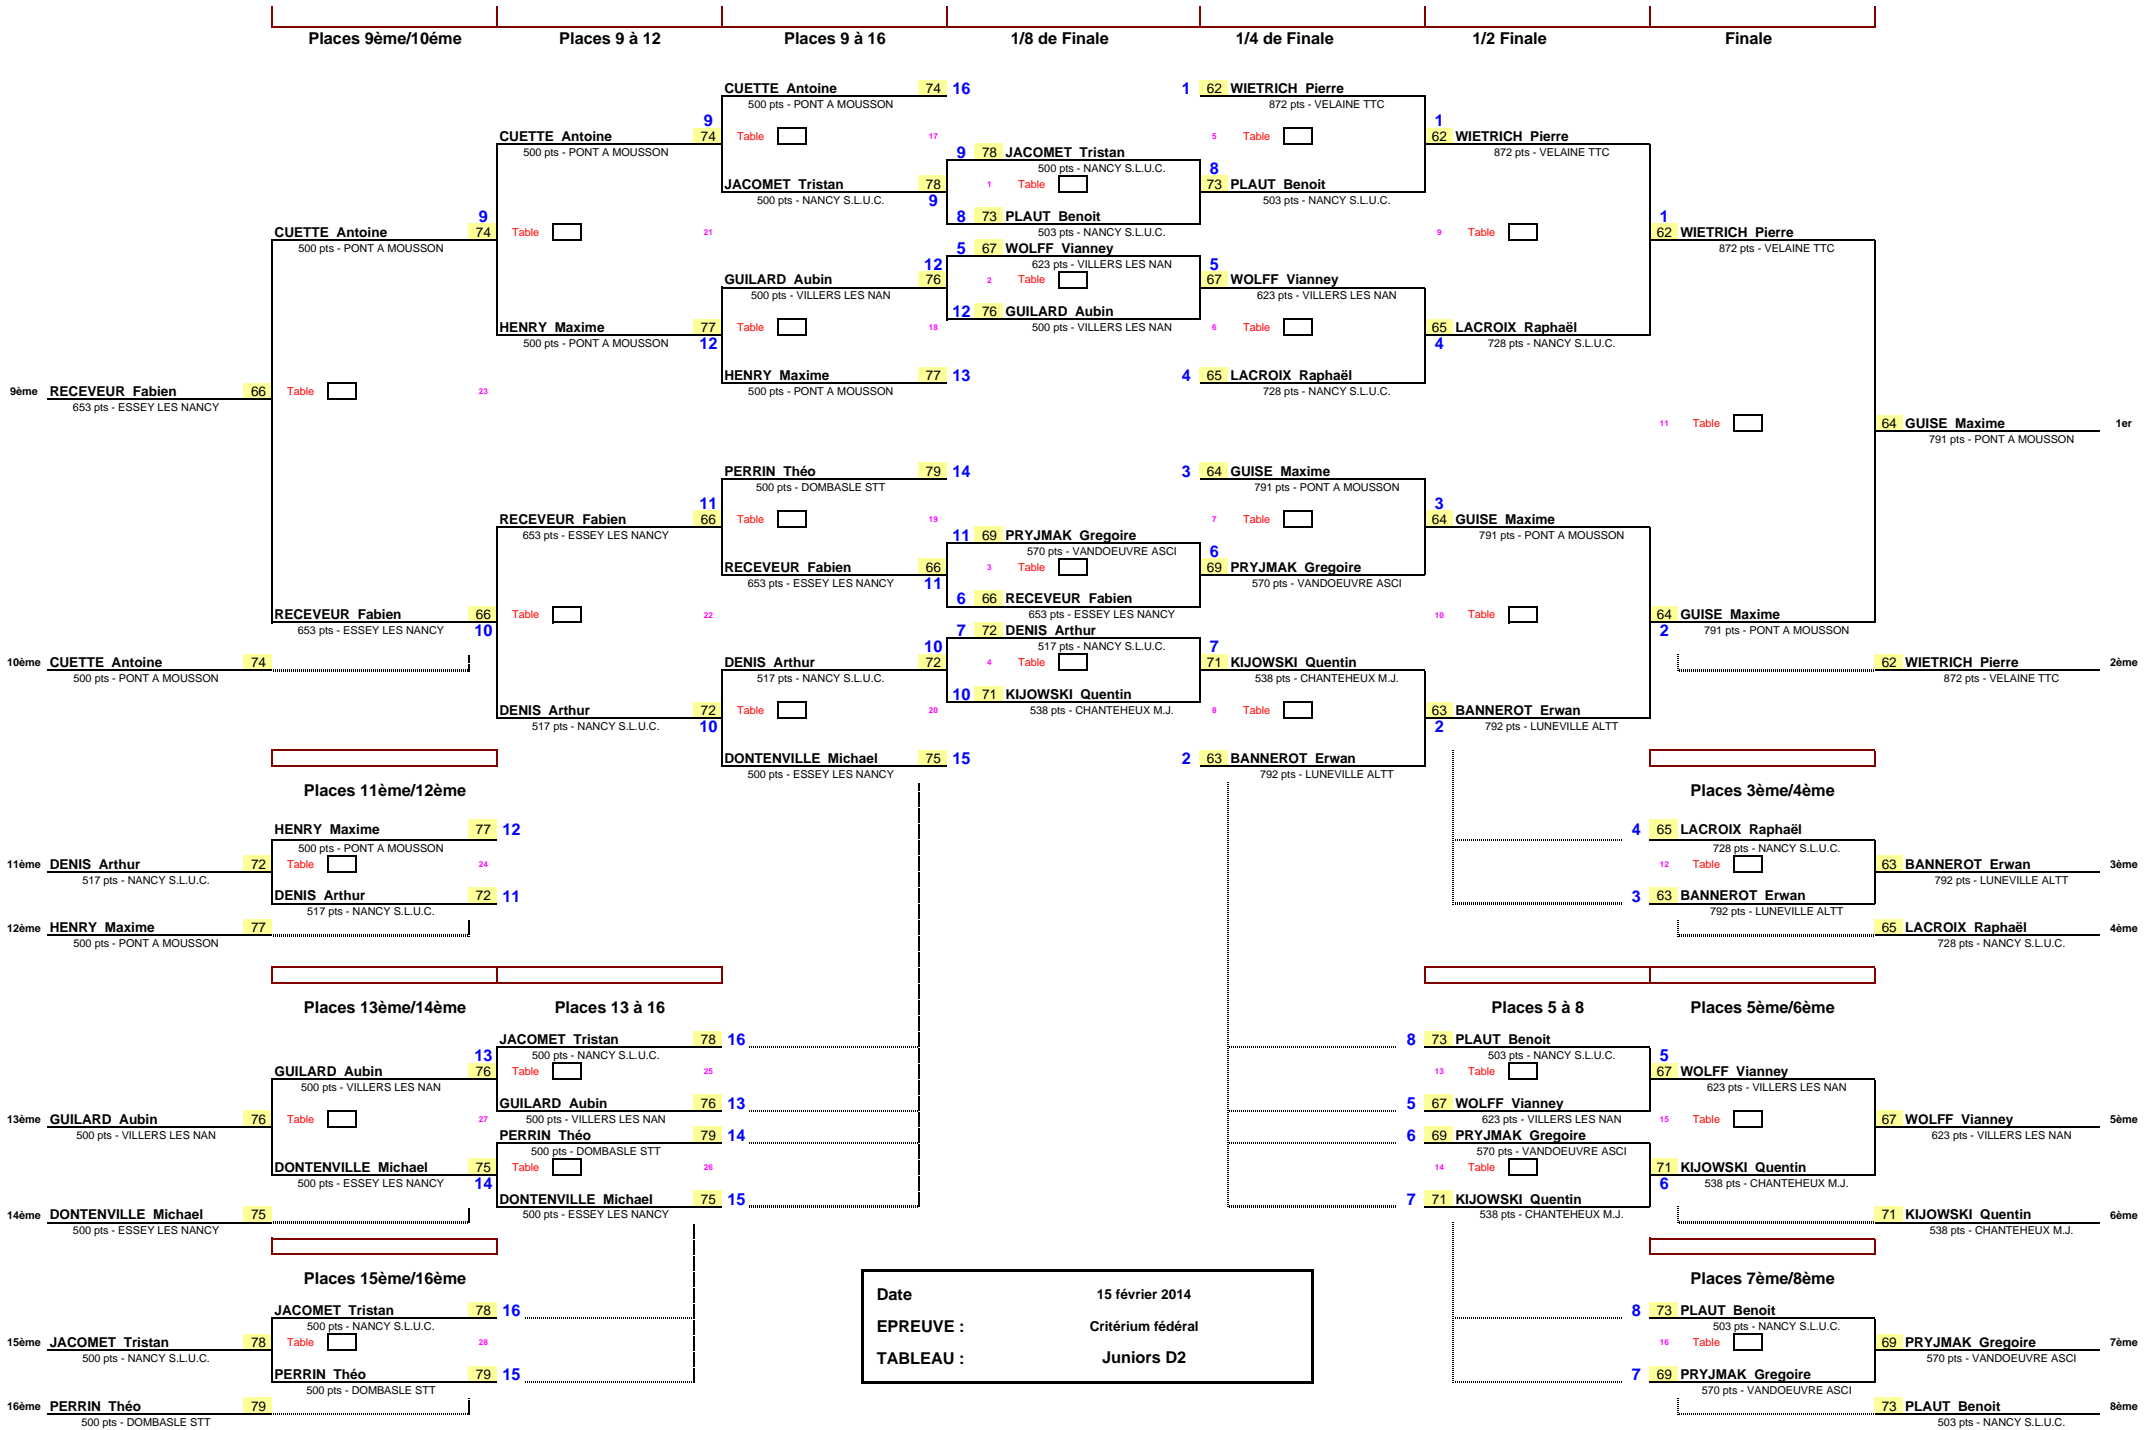 Places 9ème/10éme Places 9 à 12 Places 9 à 16 1/8 de Finale 1/4 de Finale 1/2 Finale Finale
CUETTE Antoine 74 16 1 62 WIETRICH Pierre
500 pts - PONT A MOUSSON 872 pts - VELAINE TTC
9 1
CUETTE Antoine 74 Table 17 5 Table 62 WIETRICH Pierre
500 pts - PONT A MOUSSON 9 78 JACOMET Tristan 872 pts - VELAINE TTC
500 pts - NANCY S.L.U.C. 8
JACOMET Tristan 78 1 Table 73 PLAUT Benoit
500 pts - NANCY S.L.U.C. 9 503 pts - NANCY S.L.U.C.
9 8 73 PLAUT Benoit 1
CUETTE Antoine 74 Table 21 503 pts - NANCY S.L.U.C. 9 Table 62 WIETRICH Pierre
500 pts - PONT A MOUSSON 5 67 WOLFF Vianney 872 pts - VELAINE TTC
12 623 pts - VILLERS LES NAN 5
GUILARD Aubin 76 2 Table 67 WOLFF Vianney
500 pts - VILLERS LES NAN 623 pts - VILLERS LES NAN
12 76 GUILARD Aubin
HENRY Maxime 77 Table 18 500 pts - VILLERS LES NAN 6 Table 65 LACROIX Raphaël
500 pts - PONT A MOUSSON 12 4 728 pts - NANCY S.L.U.C.
HENRY Maxime 77 13 4 65 LACROIX Raphaël
9ème RECEVEUR Fabien 66 Table 23 500 pts - PONT A MOUSSON 728 pts - NANCY S.L.U.C.
653 pts - ESSEY LES NANCY
11 Table 64 GUISE Maxime 1er
791 pts - PONT A MOUSSON
PERRIN Théo 79 14 3 64 GUISE Maxime
500 pts - DOMBASLE STT 791 pts - PONT A MOUSSON
11 3
RECEVEUR Fabien 66 Table 19 7 Table 64 GUISE Maxime
653 pts - ESSEY LES NANCY 11 69 PRYJMAK Gregoire 791 pts - PONT A MOUSSON
570 pts - VANDOEUVRE ASCI 6
RECEVEUR Fabien 66 3 Table 69 PRYJMAK Gregoire
653 pts - ESSEY LES NANCY 11 570 pts - VANDOEUVRE ASCI
6 66 RECEVEUR Fabien
RECEVEUR Fabien 66 Table 22 653 pts - ESSEY LES NANCY 10 Table 64 GUISE Maxime
653 pts - ESSEY LES NANCY 10 7 72 DENIS Arthur 2 791 pts - PONT A MOUSSON
10 517 pts - NANCY S.L.U.C. 7
10ème CUETTE Antoine 74 DENIS Arthur 72 4 Table 71 KIJOWSKI Quentin 62 WIETRICH Pierre 2ème
500 pts - PONT A MOUSSON 517 pts - NANCY S.L.U.C. 538 pts - CHANTEHEUX M.J. 872 pts - VELAINE TTC
10 71 KIJOWSKI Quentin
DENIS Arthur 72 Table 20 538 pts - CHANTEHEUX M.J. 8 Table 63 BANNEROT Erwan
517 pts - NANCY S.L.U.C. 10 2 792 pts - LUNEVILLE ALTT
DONTENVILLE Michael 75 15 2 63 BANNEROT Erwan
500 pts - ESSEY LES NANCY 792 pts - LUNEVILLE ALTT
Places 11ème/12ème Places 3ème/4ème
HENRY Maxime 77 12 4 65 LACROIX Raphaël
500 pts - PONT A MOUSSON 728 pts - NANCY S.L.U.C.
11ème DENIS Arthur 72 Table 24 12 Table 63 BANNEROT Erwan 3ème
517 pts - NANCY S.L.U.C. 792 pts - LUNEVILLE ALTT
DENIS Arthur 72 11 3 63 BANNEROT Erwan
517 pts - NANCY S.L.U.C. 792 pts - LUNEVILLE ALTT
12ème HENRY Maxime 77 65 LACROIX Raphaël 4ème
500 pts - PONT A MOUSSON 728 pts - NANCY S.L.U.C.
Places 13ème/14ème Places 13 à 16 Places 5 à 8 Places 5ème/6ème
JACOMET Tristan 78 16 8 73 PLAUT Benoit
13 500 pts - NANCY S.L.U.C. 503 pts - NANCY S.L.U.C. 5
GUILARD Aubin 76 Table 25 13 Table 67 WOLFF Vianney
500 pts - VILLERS LES NAN 623 pts - VILLERS LES NAN
GUILARD Aubin 76 13 5 67 WOLFF Vianney
13ème GUILARD Aubin 76 Table 27 500 pts - VILLERS LES NAN 623 pts - VILLERS LES NAN 15 Table 67 WOLFF Vianney 5ème
500 pts - VILLERS LES NAN PERRIN Théo 79 14 6 69 PRYJMAK Gregoire 623 pts - VILLERS LES NAN
500 pts - DOMBASLE STT 570 pts - VANDOEUVRE ASCI
DONTENVILLE Michael 75 Table 26 14 Table 71 KIJOWSKI Quentin
500 pts - ESSEY LES NANCY 14 6 538 pts - CHANTEHEUX M.J.
DONTENVILLE Michael 75 15 7 71 KIJOWSKI Quentin
14ème DONTENVILLE Michael 75 500 pts - ESSEY LES NANCY 538 pts - CHANTEHEUX M.J. 71 KIJOWSKI Quentin 6ème
500 pts - ESSEY LES NANCY 538 pts - CHANTEHEUX M.J.
Places 15ème/16ème Places 7ème/8ème
Date 15 février 2014
JACOMET Tristan 78 16 8 73 PLAUT Benoit
500 pts - NANCY S.L.U.C. EPREUVE : Critérium fédéral 503 pts - NANCY S.L.U.C.
15ème JACOMET Tristan 78 Table 28 16 Table 69 PRYJMAK Gregoire 7ème
500 pts - NANCY S.L.U.C. TABLEAU : Juniors D2 570 pts - VANDOEUVRE ASCI
PERRIN Théo 79 15 7 69 PRYJMAK Gregoire
500 pts - DOMBASLE STT 570 pts - VANDOEUVRE ASCI
16ème PERRIN Théo 79 73 PLAUT Benoit 8ème
500 pts - DOMBASLE STT 503 pts - NANCY S.L.U.C.